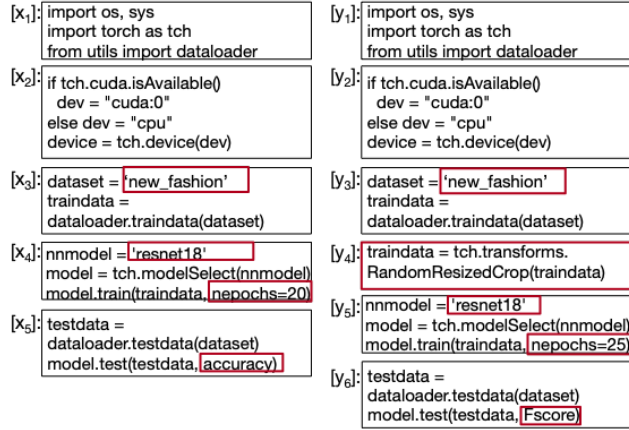 [x1]: import os, sys
import torch as tch
from utils import dataloader
[x2]: if tch.cuda.isAvailable()
dev = "cuda:0"
else dev = "cpu"
device = tch.device(dev)
[x3]: dataset = ‘new_fashion’
traindata =
dataloader.traindata(dataset)
[x4]: nnmodel = 'resnet18'
model = tch.modelSelect(nnmodel)
model.train(traindata, nepochs=20)
[x5]: testdata =
dataloader.testdata(dataset)
model.test(testdata, accuracy)
[y1]: import os, sys
import torch as tch
from utils import dataloader
[y2]: if tch.cuda.isAvailable()
dev = "cuda:0"
else dev = "cpu"
device = tch.device(dev)
[y3]: dataset = ‘new_fashion’
traindata =
dataloader.traindata(dataset)
[y4]: traindata = tch.transforms.
RandomResizedCrop(traindata)
[y5]: nnmodel = 'resnet18'
model = tch.modelSelect(nnmodel)
model.train(traindata, nepochs=25)
[y6]: testdata =
dataloader.testdata(dataset)
model.test(testdata, Fscore)